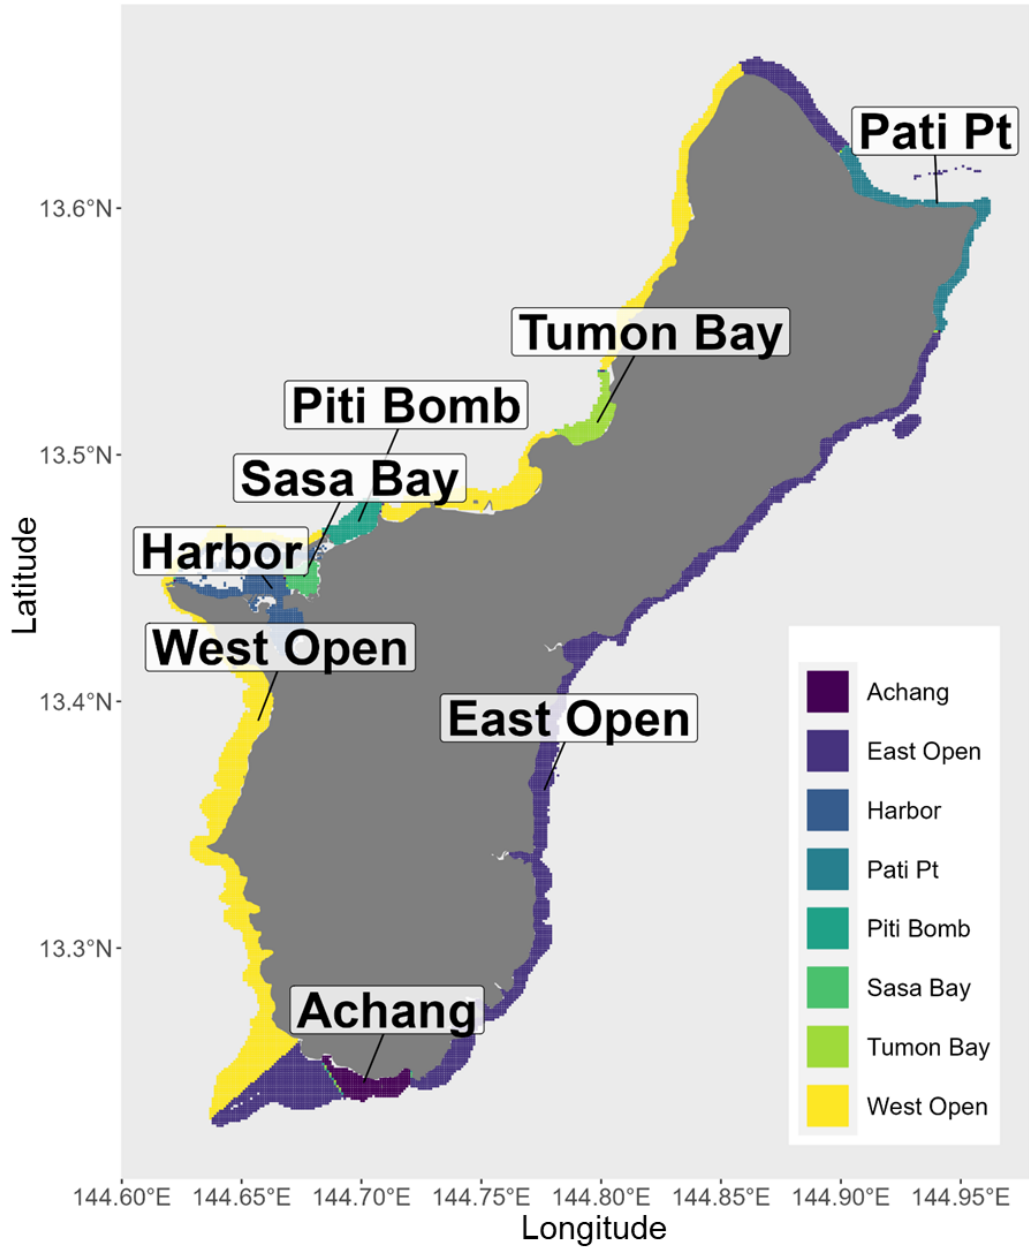 Pati Pt
13.6°N
Tumon Bay
Piti Bomb
13.5°N
Sasa Bay
Harbor
West Open
13.4°N
East Open
Latitude
Achang
East Open
Harbor
Pati Pt
Piti Bomb
Sasa Bay
Tumon Bay
West Open
13.3°N
Achang
144.60°E 144.65°E 144.70°E 144.75°E 144.80°E 144.85°E 144.90°E 144.95°E
Longitude